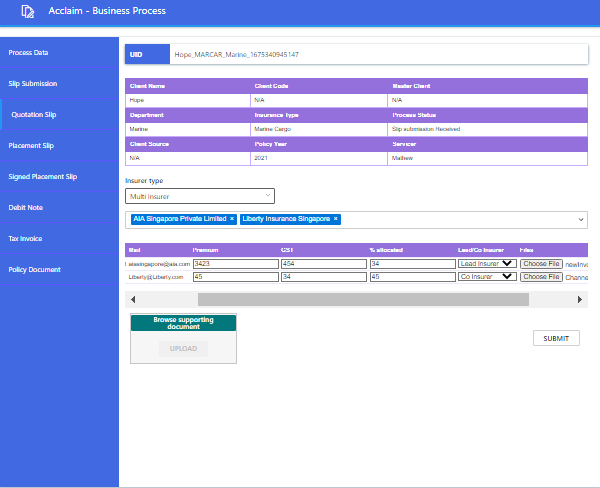 Acclaim - Business Process
Process Data
Slip Submission
Quotation Slip
Placement Slip
Signed Placement Slip
Debit Note
Tax Invoice
Policy Document
UID Hope_MARCAR_Marine_1675340945147
Client Name Client Code Master Client
Hope N/A N/A
Department Insurance Type Process Status
Marine Marine Cargo Slip submission Received
Client Source Policy Year Servicer
N/A 2021 Mathew
Insurer type
Multi Insurer
AIA Singapore Private Limited × Liberty Insurance Singapore ×
Mail Premium GST % allocated Lead/Co Insurer Files
aiasingapore@aia.com 3423 454 34 Lead Insurer Choose File newInvi
Liberty@Liberty.com 45 34 45 Co Insurer Choose File Channe
Browse supporting
document
UPLOAD
SUBMIT